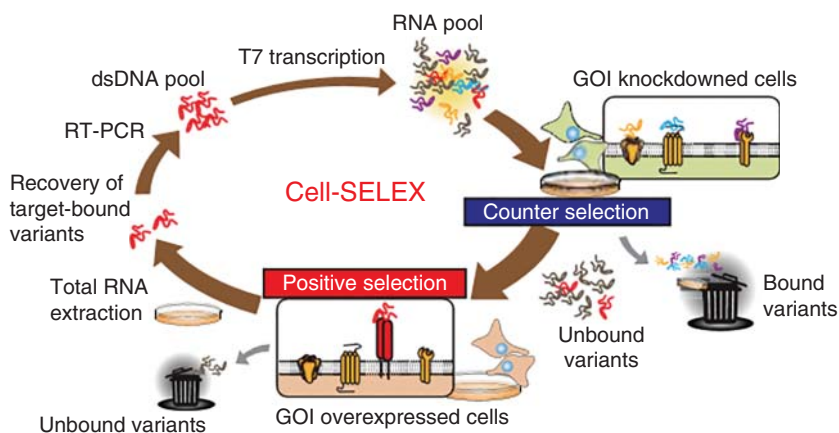 RNA pool
T7 transcription
dsDNA pool
GOI knockdowned cells
RT-PCR
Recovery of
target-bound
variants
Cell-SELEX
Counter selection
Positive selection
Total RNA
extraction
Unbound
variants
Bound
variants
GOI overexpressed cells
Unbound variants